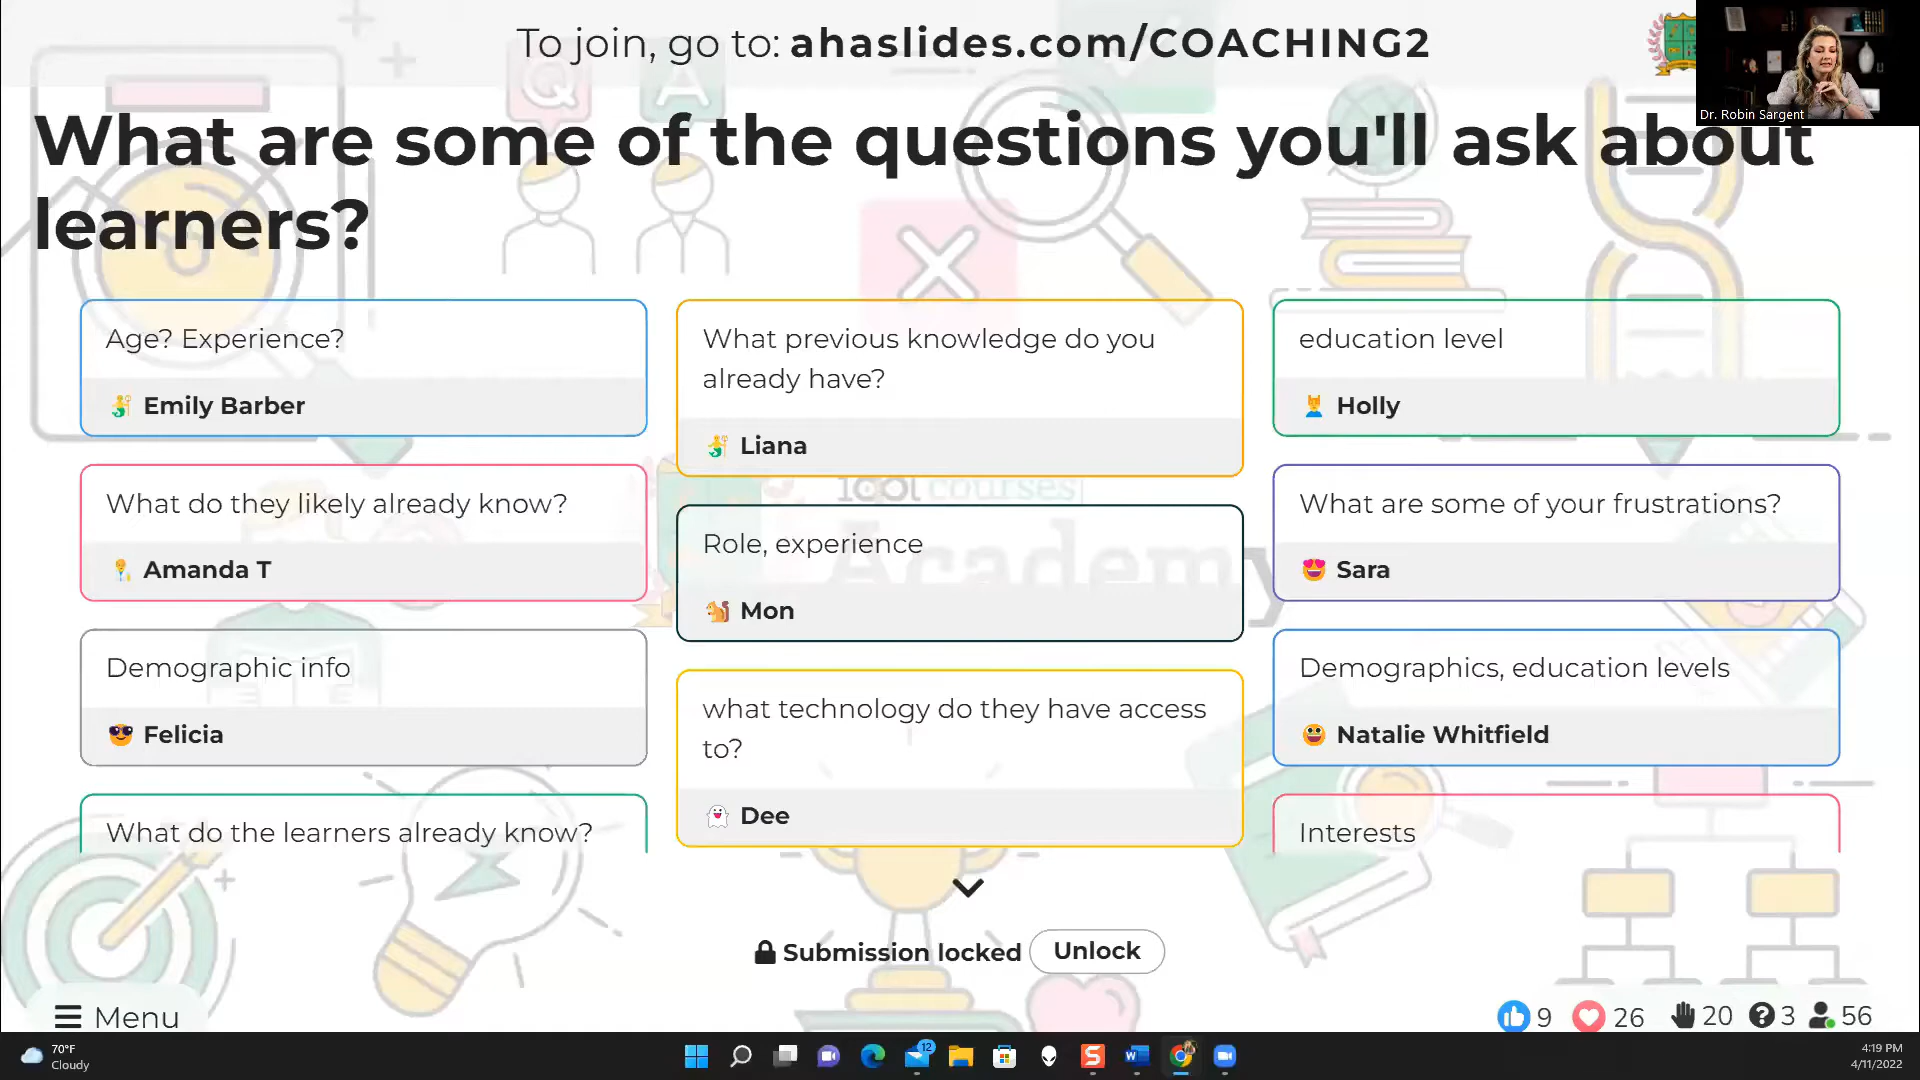 To join, go to: ahaslides.com/COACHING2
Dr. Robin Sargent
What are some of the questions you'll ask about
learners?
Q
A
Age? Experience?
Emily Barber
What previous knowledge do you
already have?
Liana
education level
Holly
What do they likely already know?
Amanda T
idol courses
Academy
Role, experience
Mon
What are some of your frustrations?
Sara
Demographic info
Felicia
what technology do they have access
to?
Dee
Demographics, education levels
Natalie Whitfield
What do the learners already know?
Interests
Submission locked
Unlock
Menu
9
26
20
3
56
70°F
Cloudy
12
S
W
4:19 PM
4/11/2022